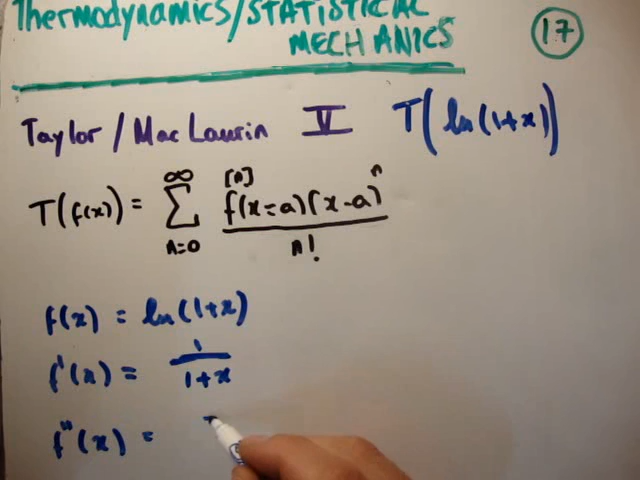 Thermodynamics/STATISTICAL
MECHANICS
17
Taylor/MacLaurin V T(ln(1+x))
T(f(x)) = ∑_{n=0}^{∞} f^{[n]}(x=a)(x-a)^n / n!
f(x) = ln(1+x)
f'(x) = 1/(1+x)
f''(x) =